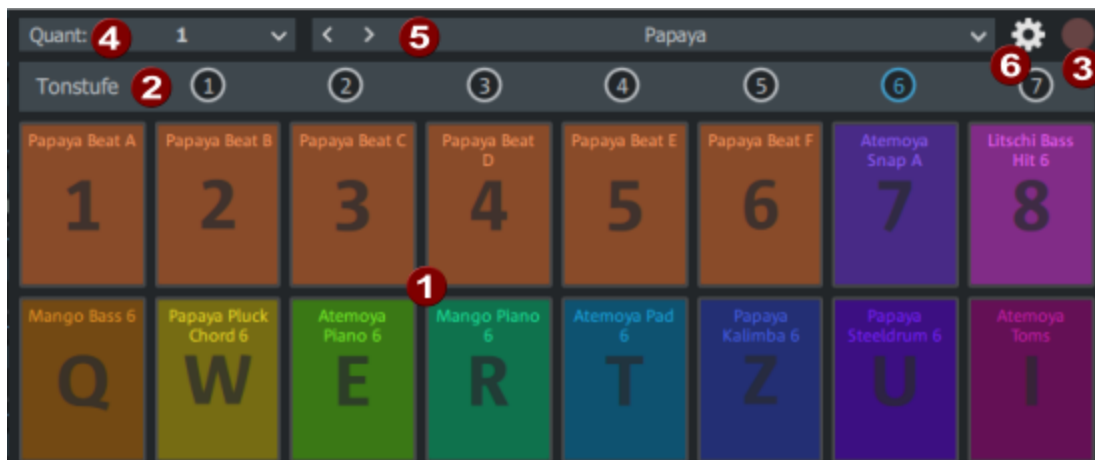 Quant: 4 1 5 Papaya
6 3
Tonstufe 2 1 2 3 4 5 6 7
Papaya Beat A Papaya Beat B Papaya Beat C Papaya Beat Papaya Beat E Papaya Beat F Atemoya Litschi Bass
D Snap A Hit 6
1 2 3 4 5 6 7 8
1
Mango Bass 6 Papaya Pluck Atemoya Mango Piano Atemoya Pad Papaya Papaya Atemoya
Chord 6 Piano 6 6 6 Kalimba 6 Steeldrum 6 Toms
Q W E R T Z U I